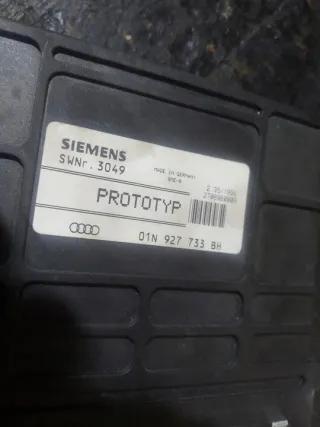 SIEMENS
SWNr. 3049
MADE IN GERMANY
PROTOTYP
01N 927 733 BH